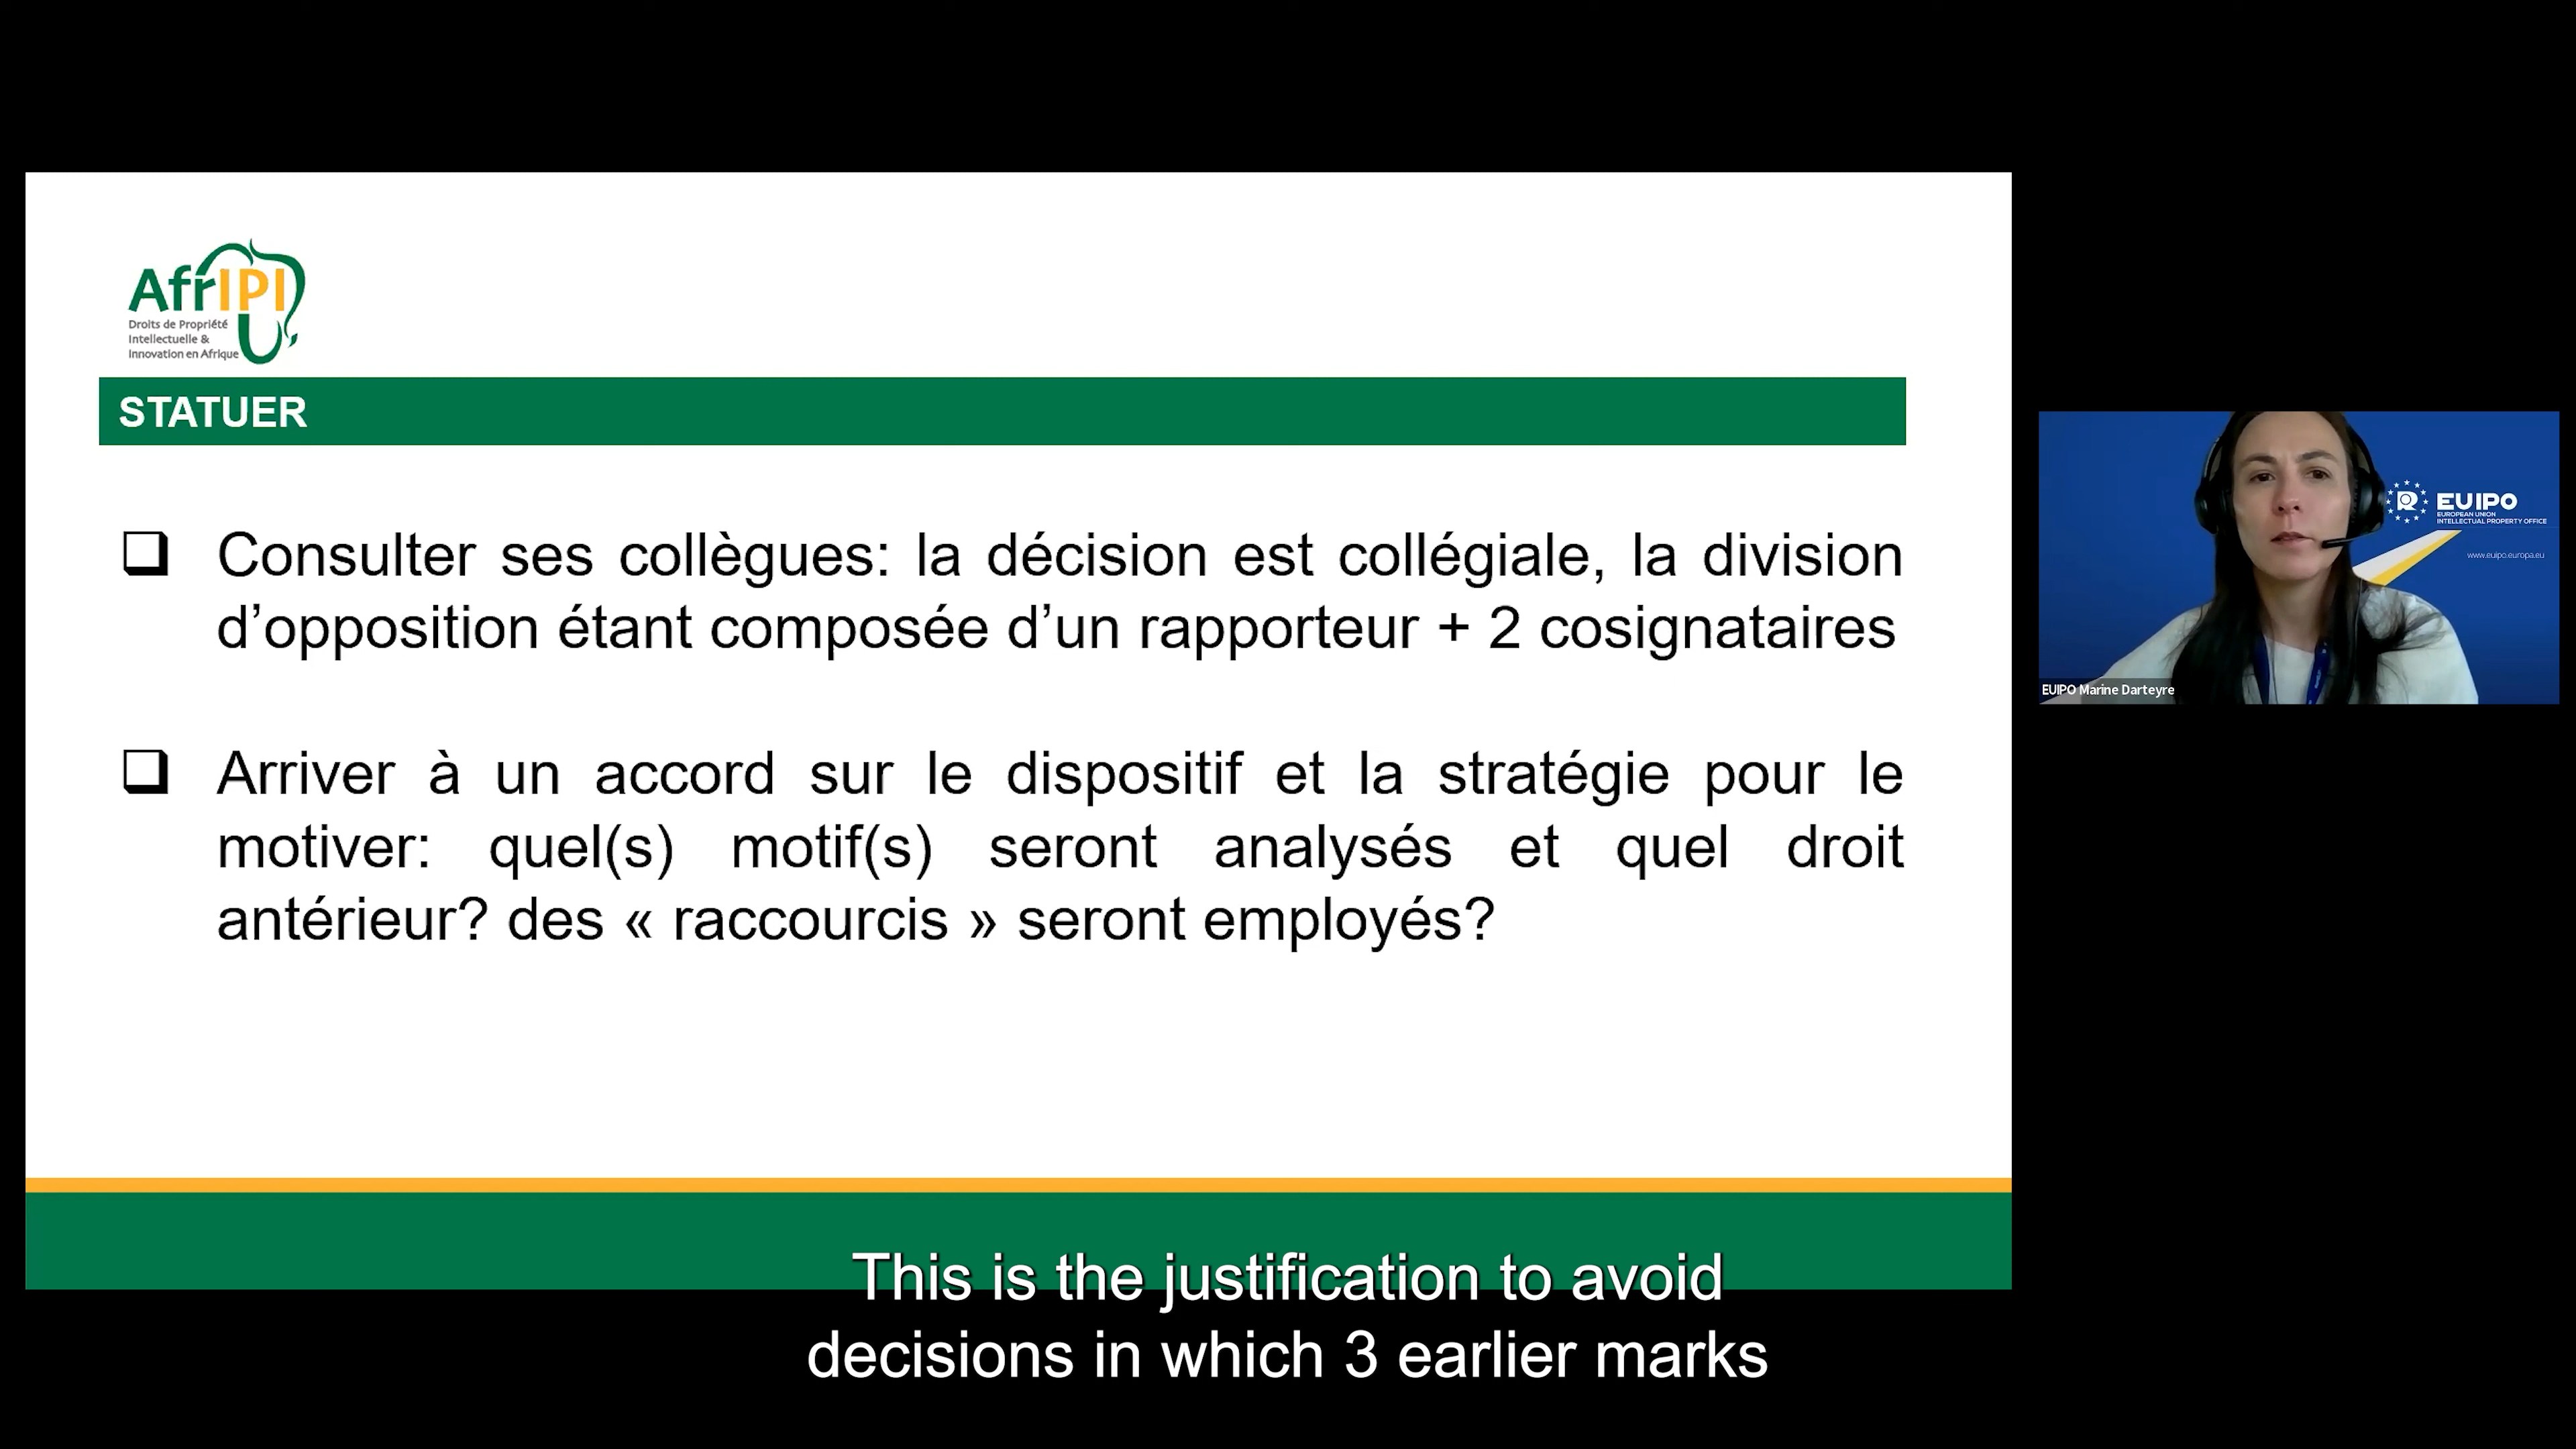 AfrIPI
Droits de Propriété
Intellectuelle &
Innovation en Afrique
STATUER
Consulter ses collègues: la décision est collégiale, la division
d’opposition étant composée d’un rapporteur + 2 cosignataires
Arriver à un accord sur le dispositif et la stratégie pour le
motiver: quel(s) motif(s) seront analysés et quel droit
antérieur? des « raccourcis » seront employés?
EUIPO
EUROPEAN UNION
INTELLECTUAL PROPERTY OFFICE
www.euipo.europa.eu
EUIPO Marine Darteyre
This is the justification to avoid
decisions in which 3 earlier marks